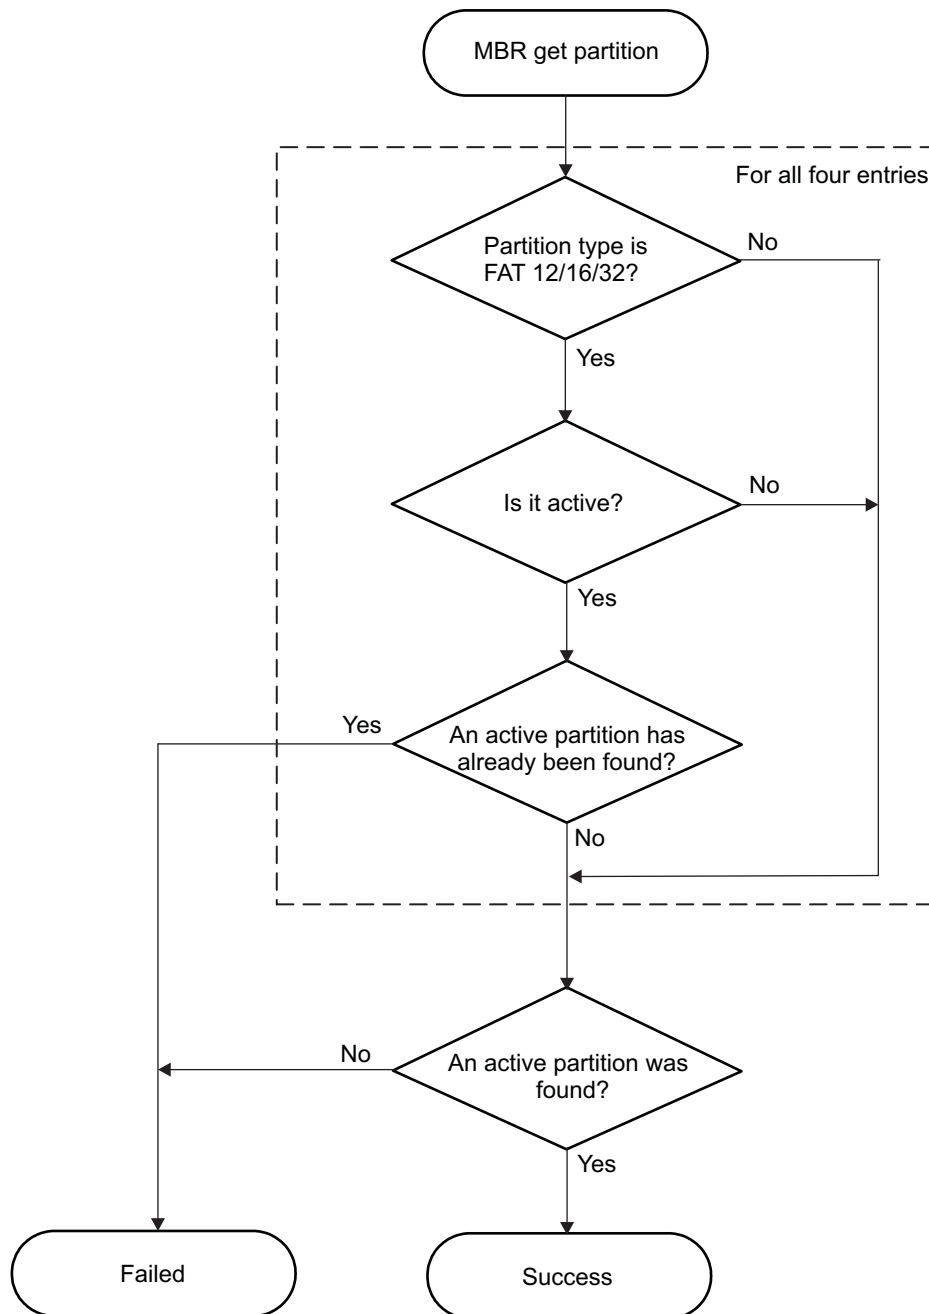 MBR get partition
For all four entries
Partition type is
FAT 12/16/32?
No
Yes
Is it active?
No
Yes
An active partition has
already been found?
Yes
No
An active partition was
found?
No
Yes
Failed
Success